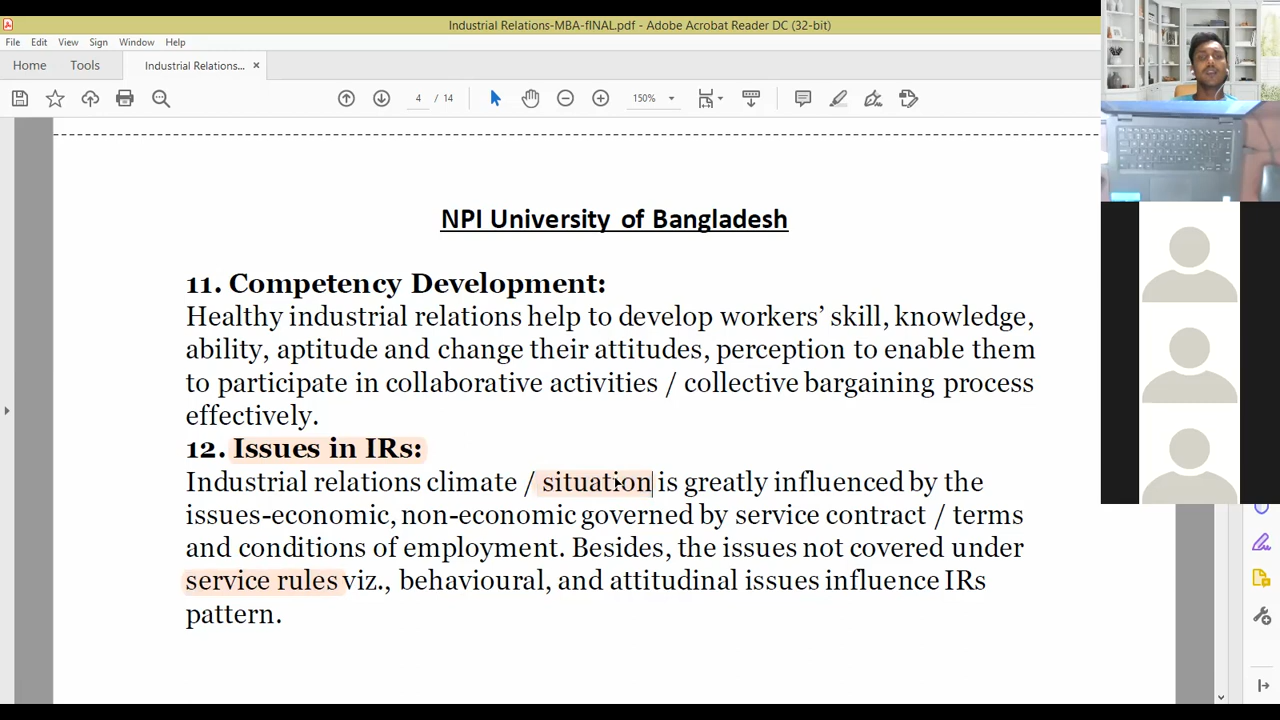 Industrial Relations-MBA-fINAL.pdf - Adobe Acrobat Reader DC (32-bit)
File Edit View Sign Window Help
Home Tools Industrial Relations... ×
4 / 14 150%
NPI University of Bangladesh
11. Competency Development:
Healthy industrial relations help to develop workers’ skill, knowledge,
ability, aptitude and change their attitudes, perception to enable them
to participate in collaborative activities / collective bargaining process
effectively.
12. Issues in IRs:
Industrial relations climate / situation is greatly influenced by the
issues-economic, non-economic governed by service contract / terms
and conditions of employment. Besides, the issues not covered under
service rules viz., behavioural, and attitudinal issues influence IRs
pattern.